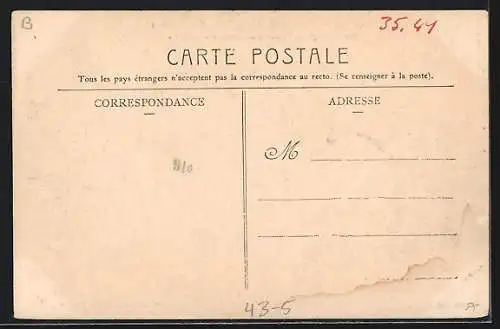 B
35.41
CARTE POSTALE
Tous les pays étrangers n'acceptent pas la correspondance au recto. (Se renseigner à la poste).
CORRESPONDANCE
ADRESSE
M
43-5